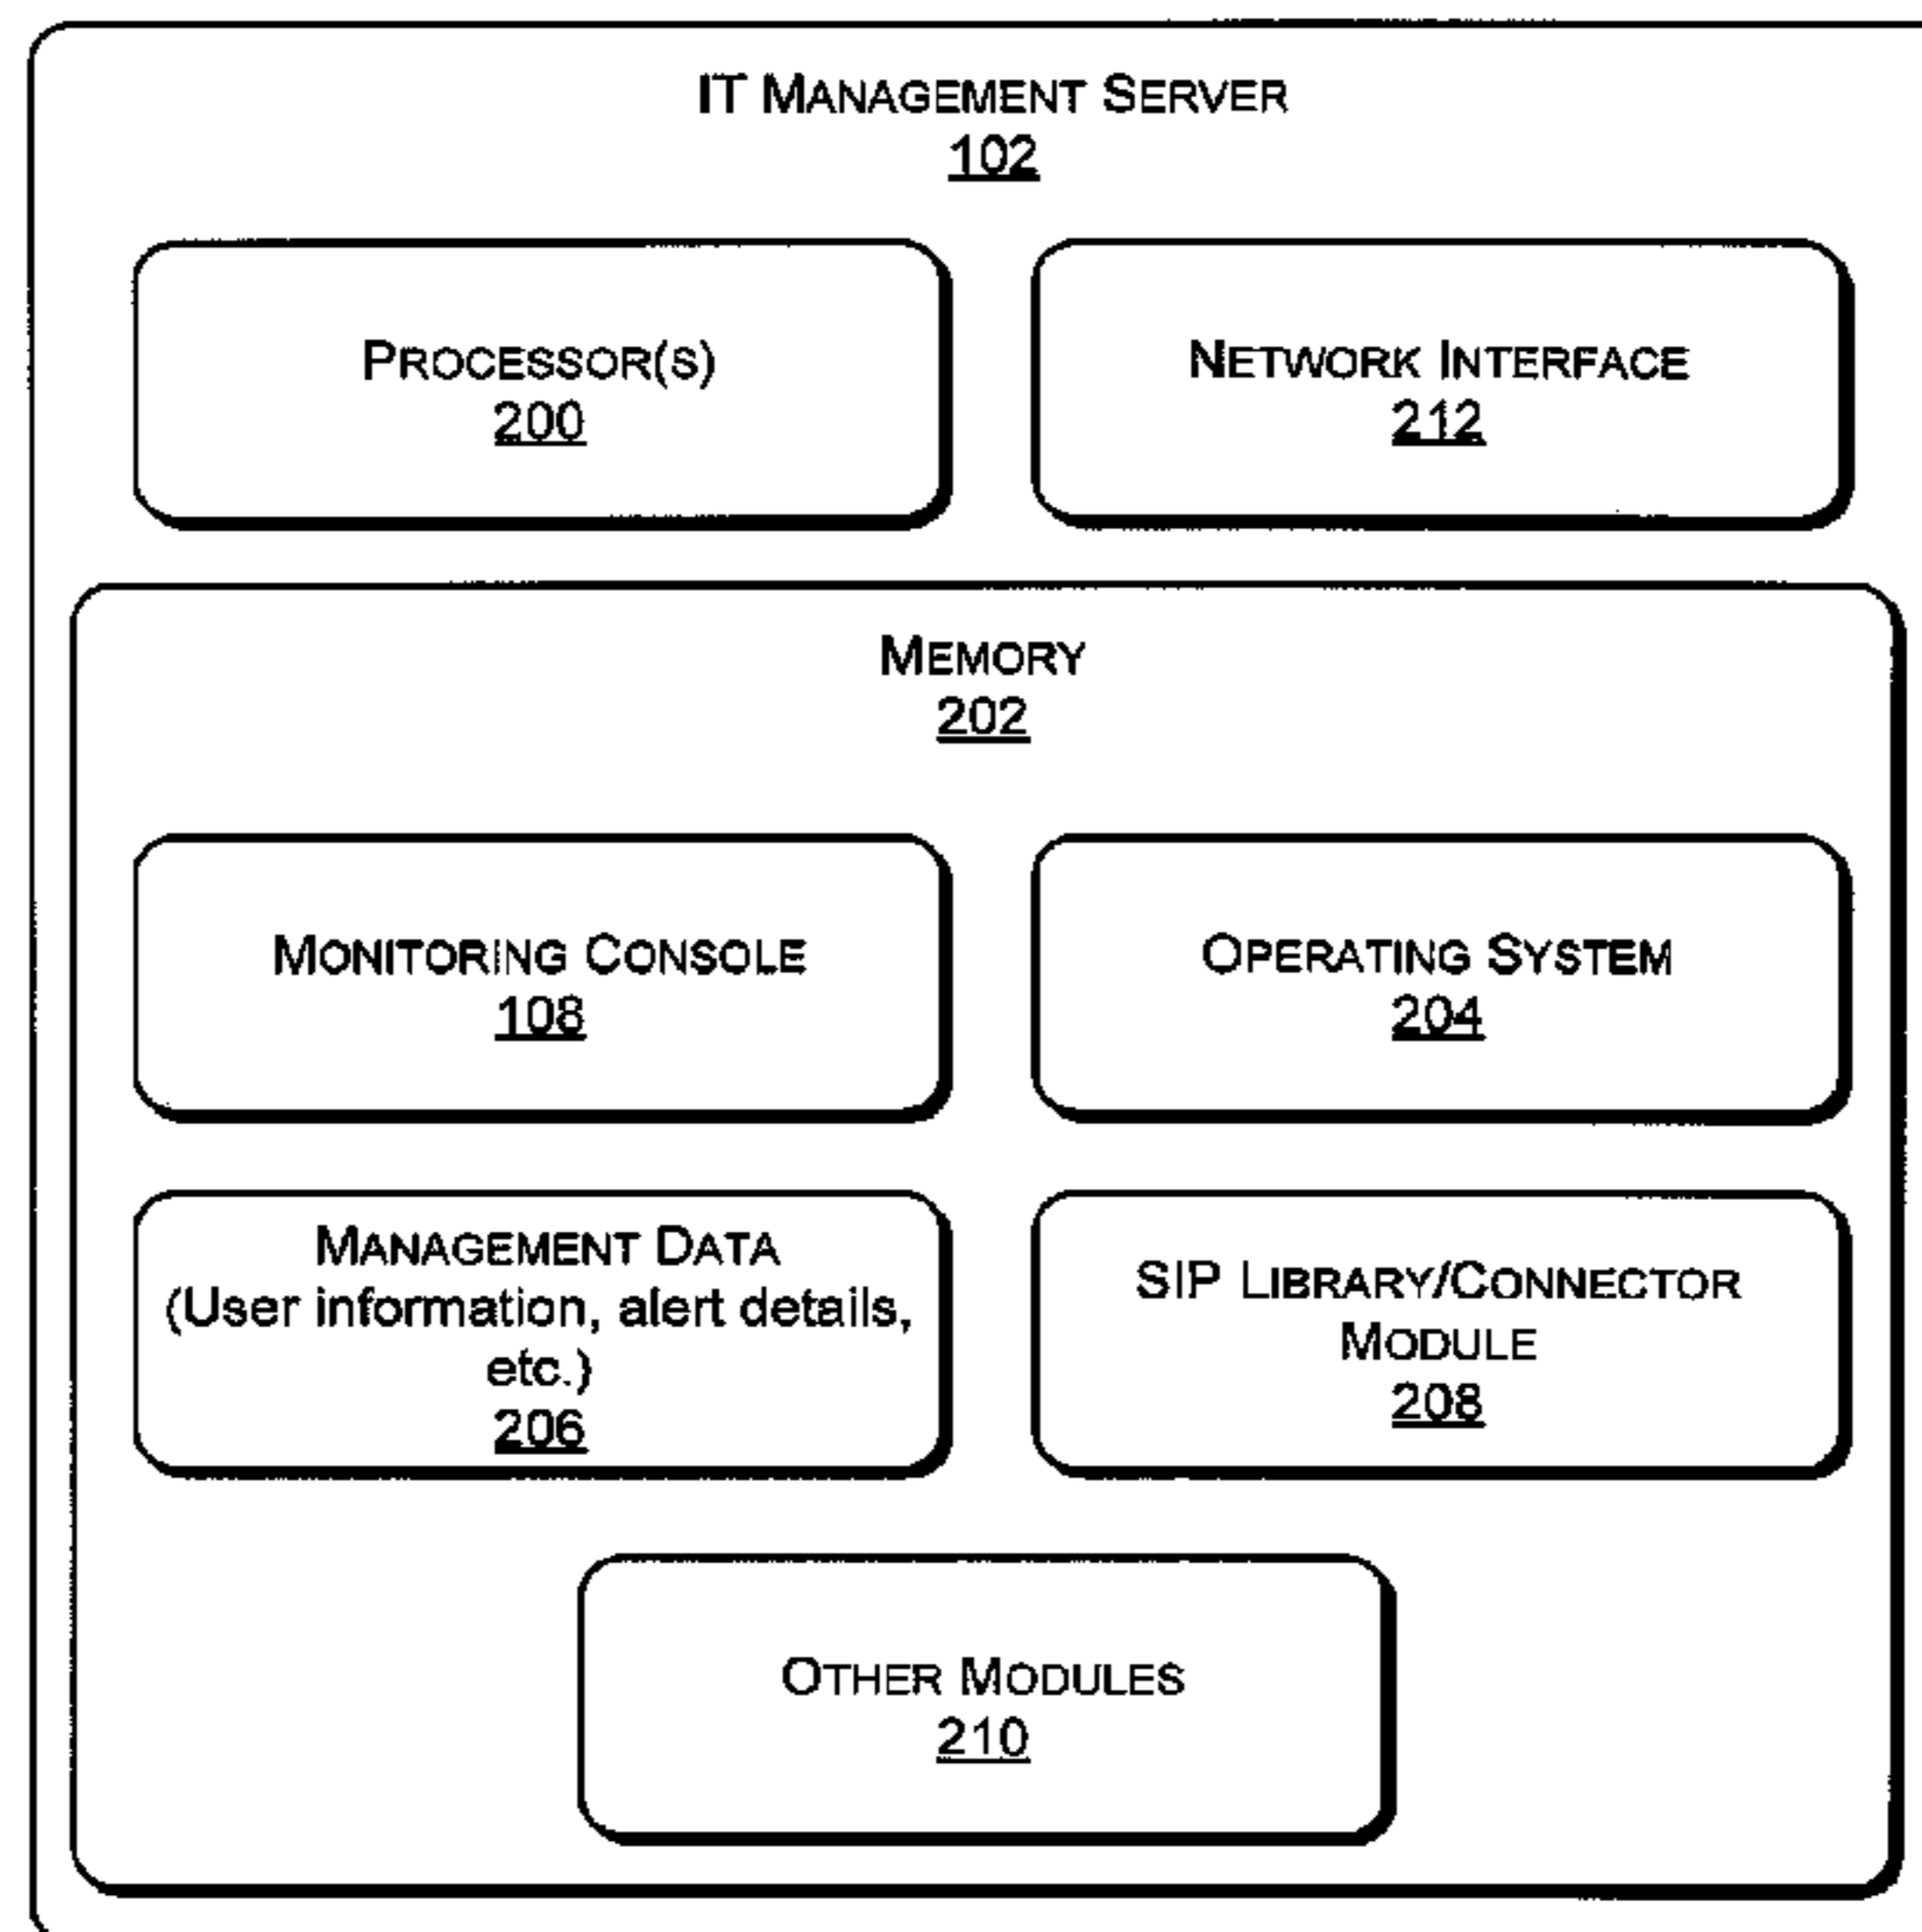 IT MANAGEMENT SERVER
102
PROCESSOR(S)
200
NETWORK INTERFACE
212
MEMORY
202
MONITORING CONSOLE
108
OPERATING SYSTEM
204
MANAGEMENT DATA
(User information, alert details,
etc.)
206
SIP LIBRARY/CONNECTOR
MODULE
208
OTHER MODULES
210